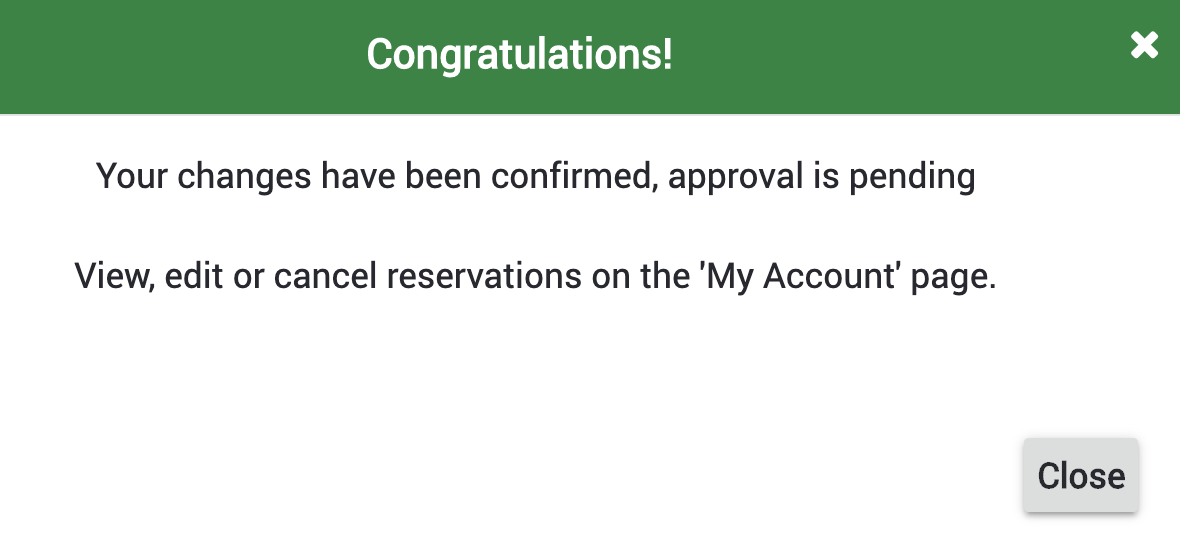 Congratulations!
Your changes have been confirmed, approval is pending
View, edit or cancel reservations on the 'My Account' page.
Close